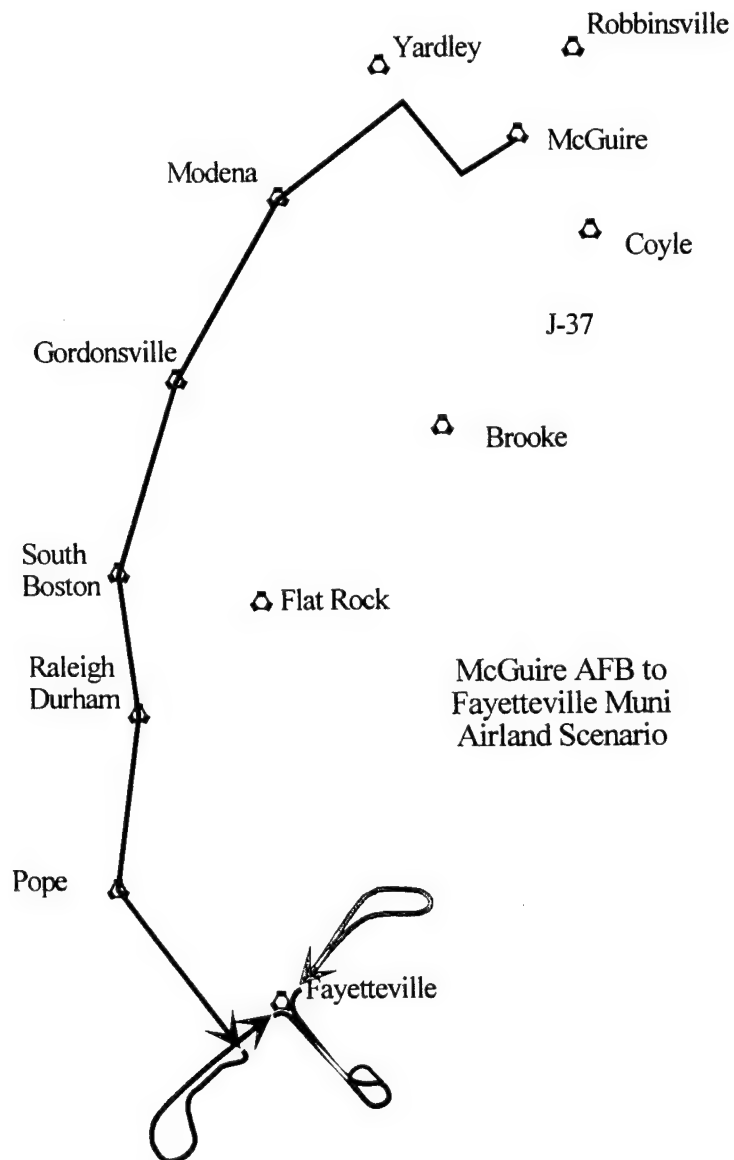 Robbinsville
Yardley
McGuire
Modena
Coyle
J-37
Gordonsville
Brooke
South
Boston
Flat Rock
Raleigh
Durham
McGuire AFB to
Fayetteville Muni
Airland Scenario
Pope
Fayetteville